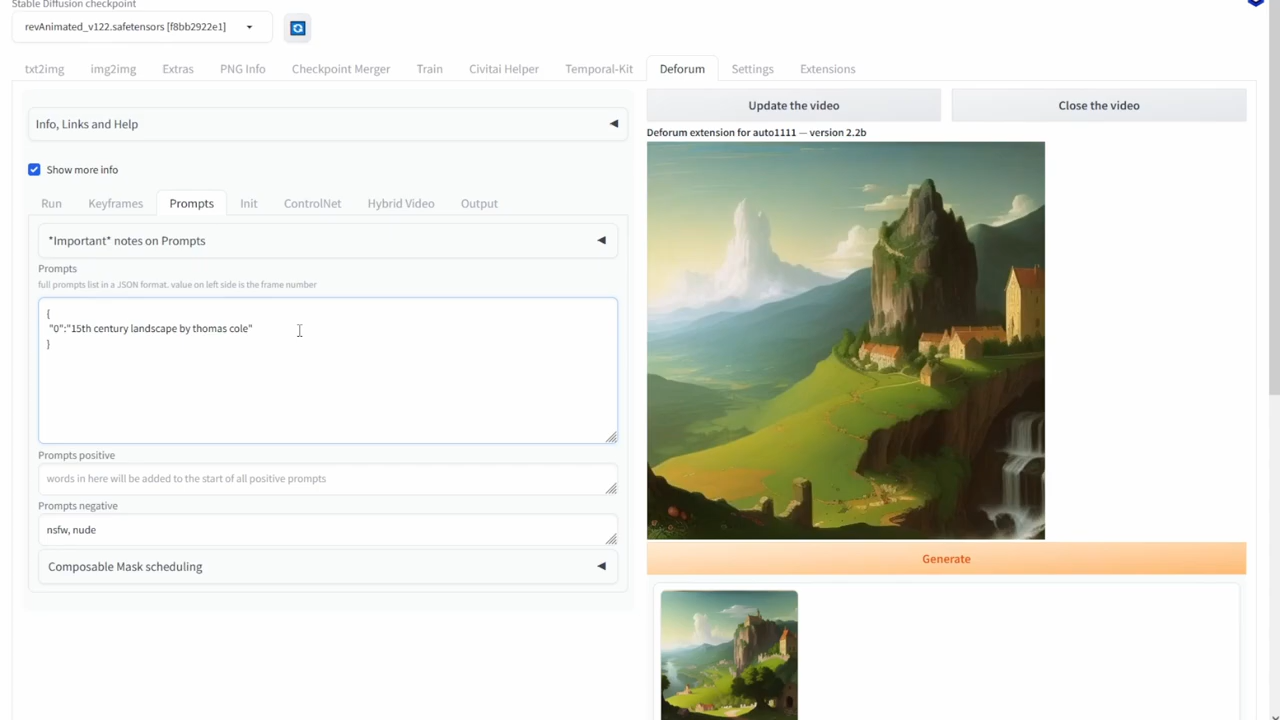 Stable Diffusion checkpoint
revAnimated_v122.safetensors [f8bb2922e1]
txt2img img2img Extras PNG Info Checkpoint Merger Train Civitai Helper Temporal-Kit Deforum Settings Extensions
Info, Links and Help
Show more info
Run Keyframes Prompts Init ControlNet Hybrid Video Output
*Important* notes on Prompts
Prompts
full prompts list in a JSON format. value on left side is the frame number
{
"0":"15th century landscape by thomas cole"
}
Prompts positive
words in here will be added to the start of all positive prompts
Prompts negative
nsfw, nude
Composable Mask scheduling
Update the video Close the video
Deforum extension for auto1111 — version 2.2b
Generate